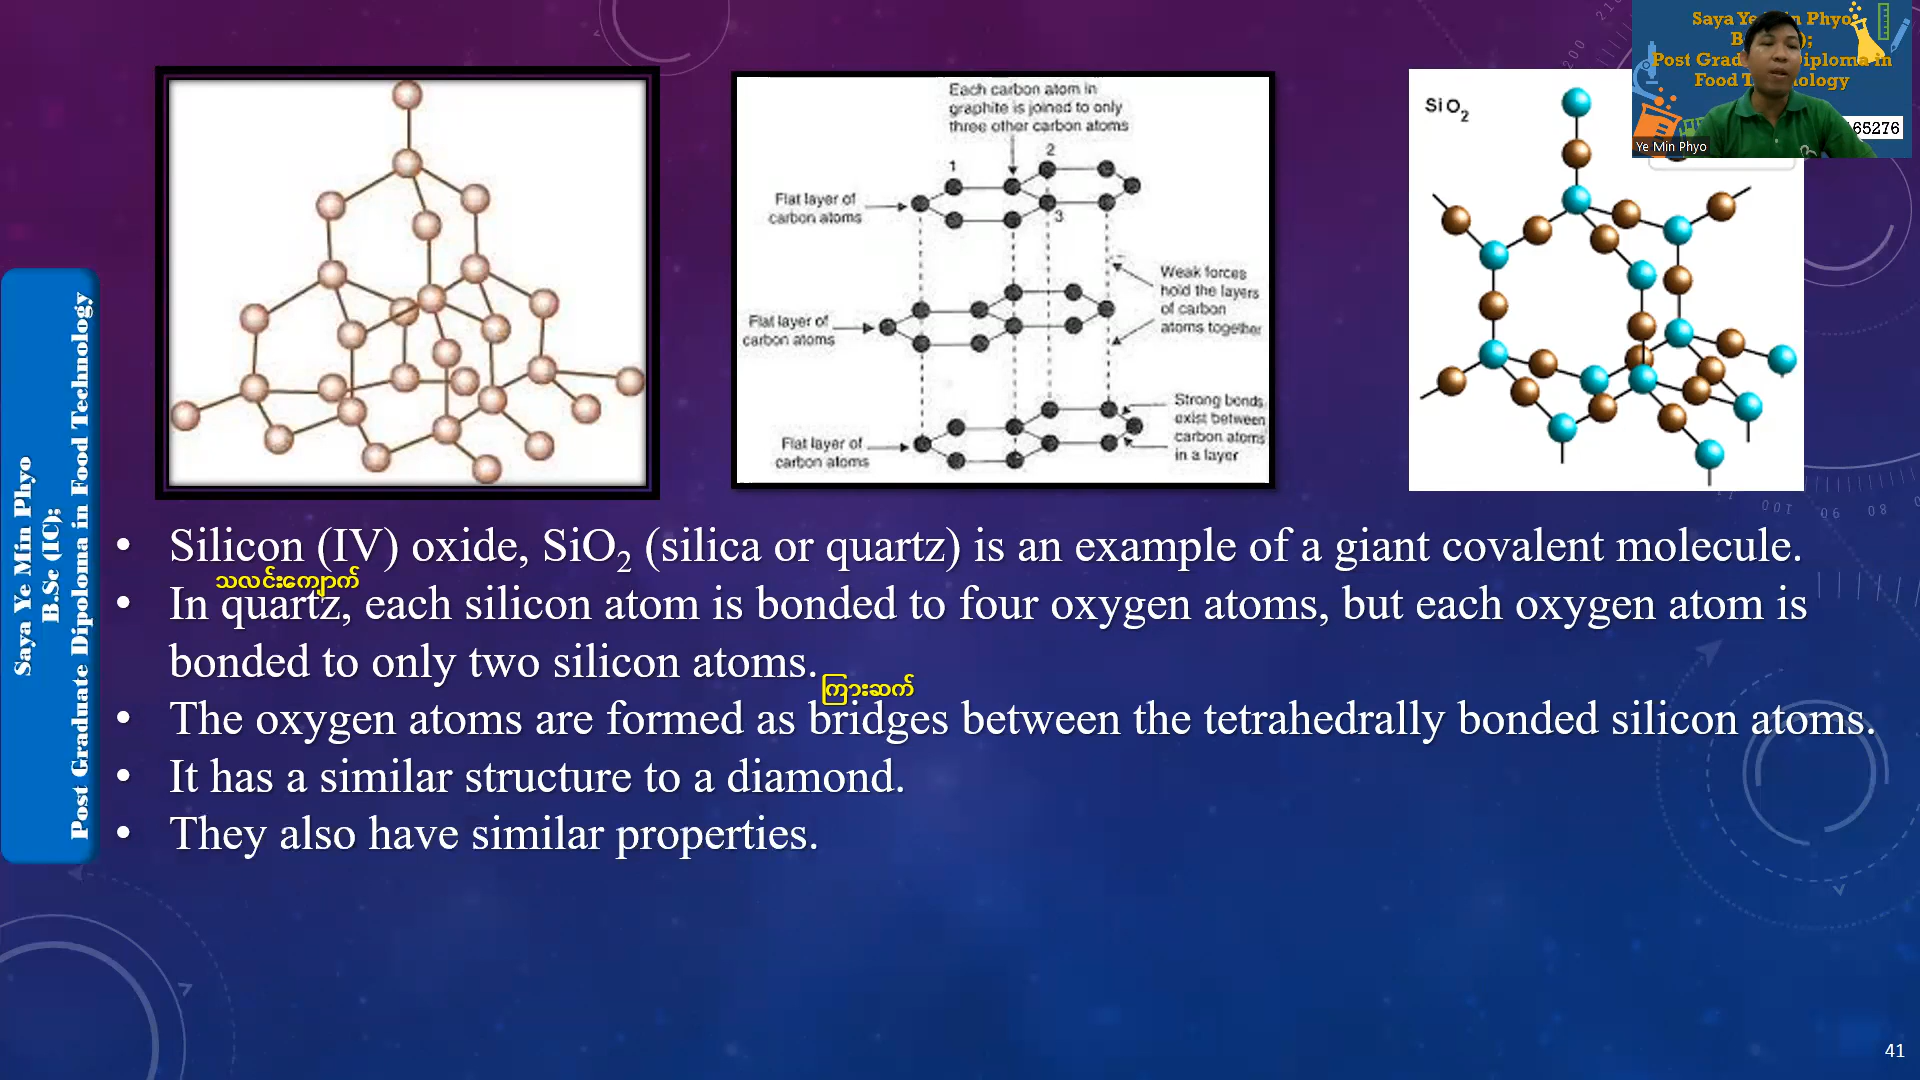 Saya Ye Min Phyo
Post Graduate Diploma in
Food Technology
65276
Ye Min Phyo
Each carbon atom in
graphite is joined to only
three other carbon atoms
1
2
3
Flat layer of
carbon atoms
Weak forces
hold the layers
of carbon
atoms together
Flat layer of
carbon atoms
Strong bonds
exist between
carbon atoms
in a layer
Flat layer of
carbon atoms
SiO2
Saya Ye Min Phyo
B.Sc (IC);
Post Graduate Dipoloma in Food Technology
• Silicon (IV) oxide, SiO2 (silica or quartz) is an example of a giant covalent molecule.
သလင်းကျောက်
• In quartz, each silicon atom is bonded to four oxygen atoms, but each oxygen atom is
bonded to only two silicon atoms.
ကြားဆက်
• The oxygen atoms are formed as bridges between the tetrahedrally bonded silicon atoms.
• It has a similar structure to a diamond.
• They also have similar properties.
41